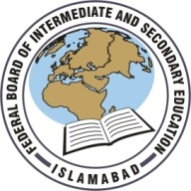 FEDERAL BOARD OF INTERMEDIATE AND SECONDARY EDUCATION
ISLAMABAD